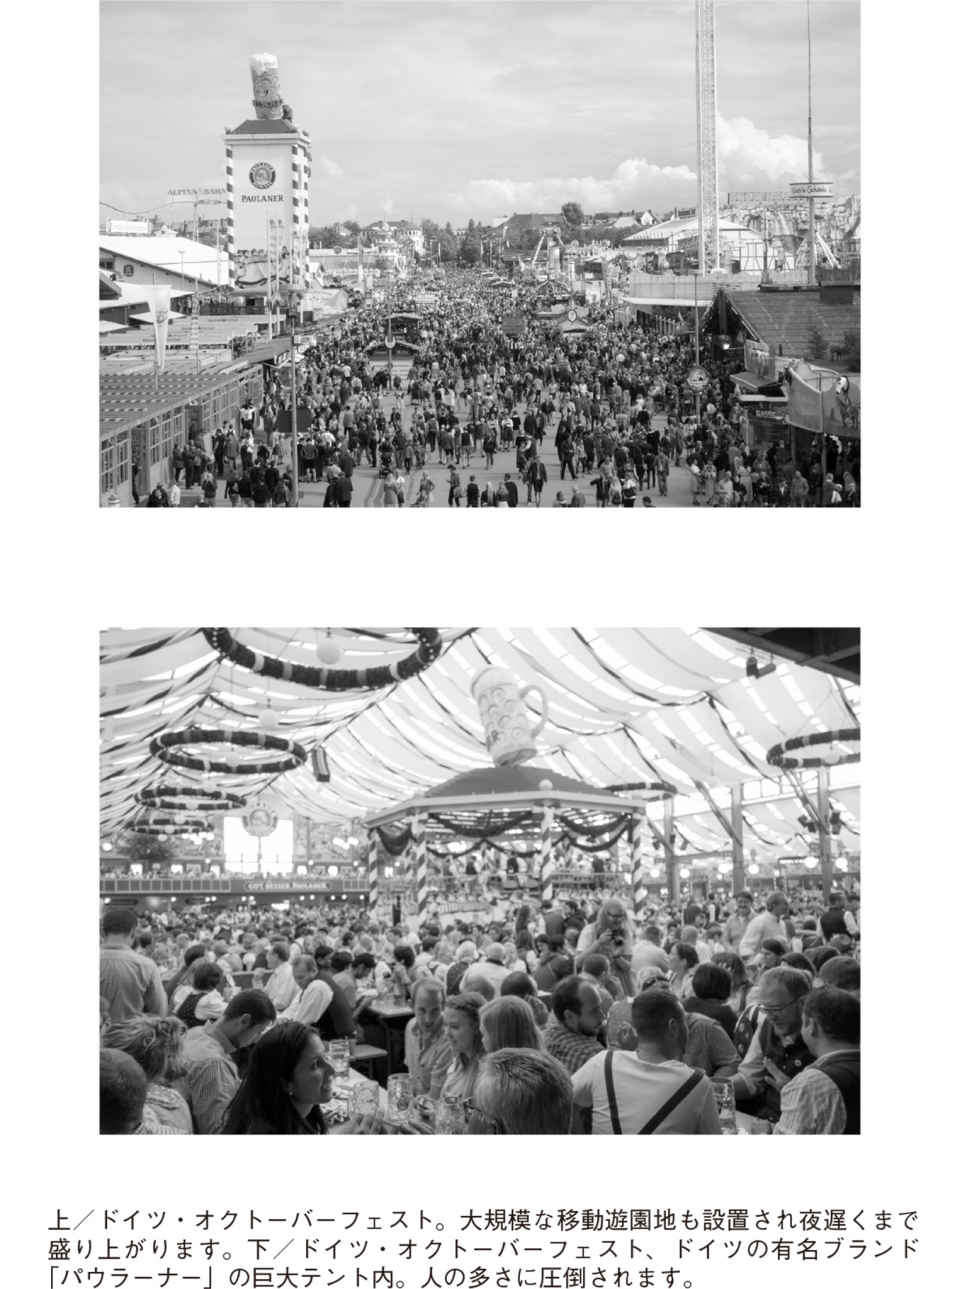 ALPINA BAHN
PAULANER
GUT, BESSER, PAULANER
上／ドイツ・オクトーバーフェスト。大規模な移動遊園地も設置され夜遅くまで
盛り上がります。下／ドイツ・オクトーバーフェスト、ドイツの有名ブランド
「パウラーナー」の巨大テント内。人の多さに圧倒されます。